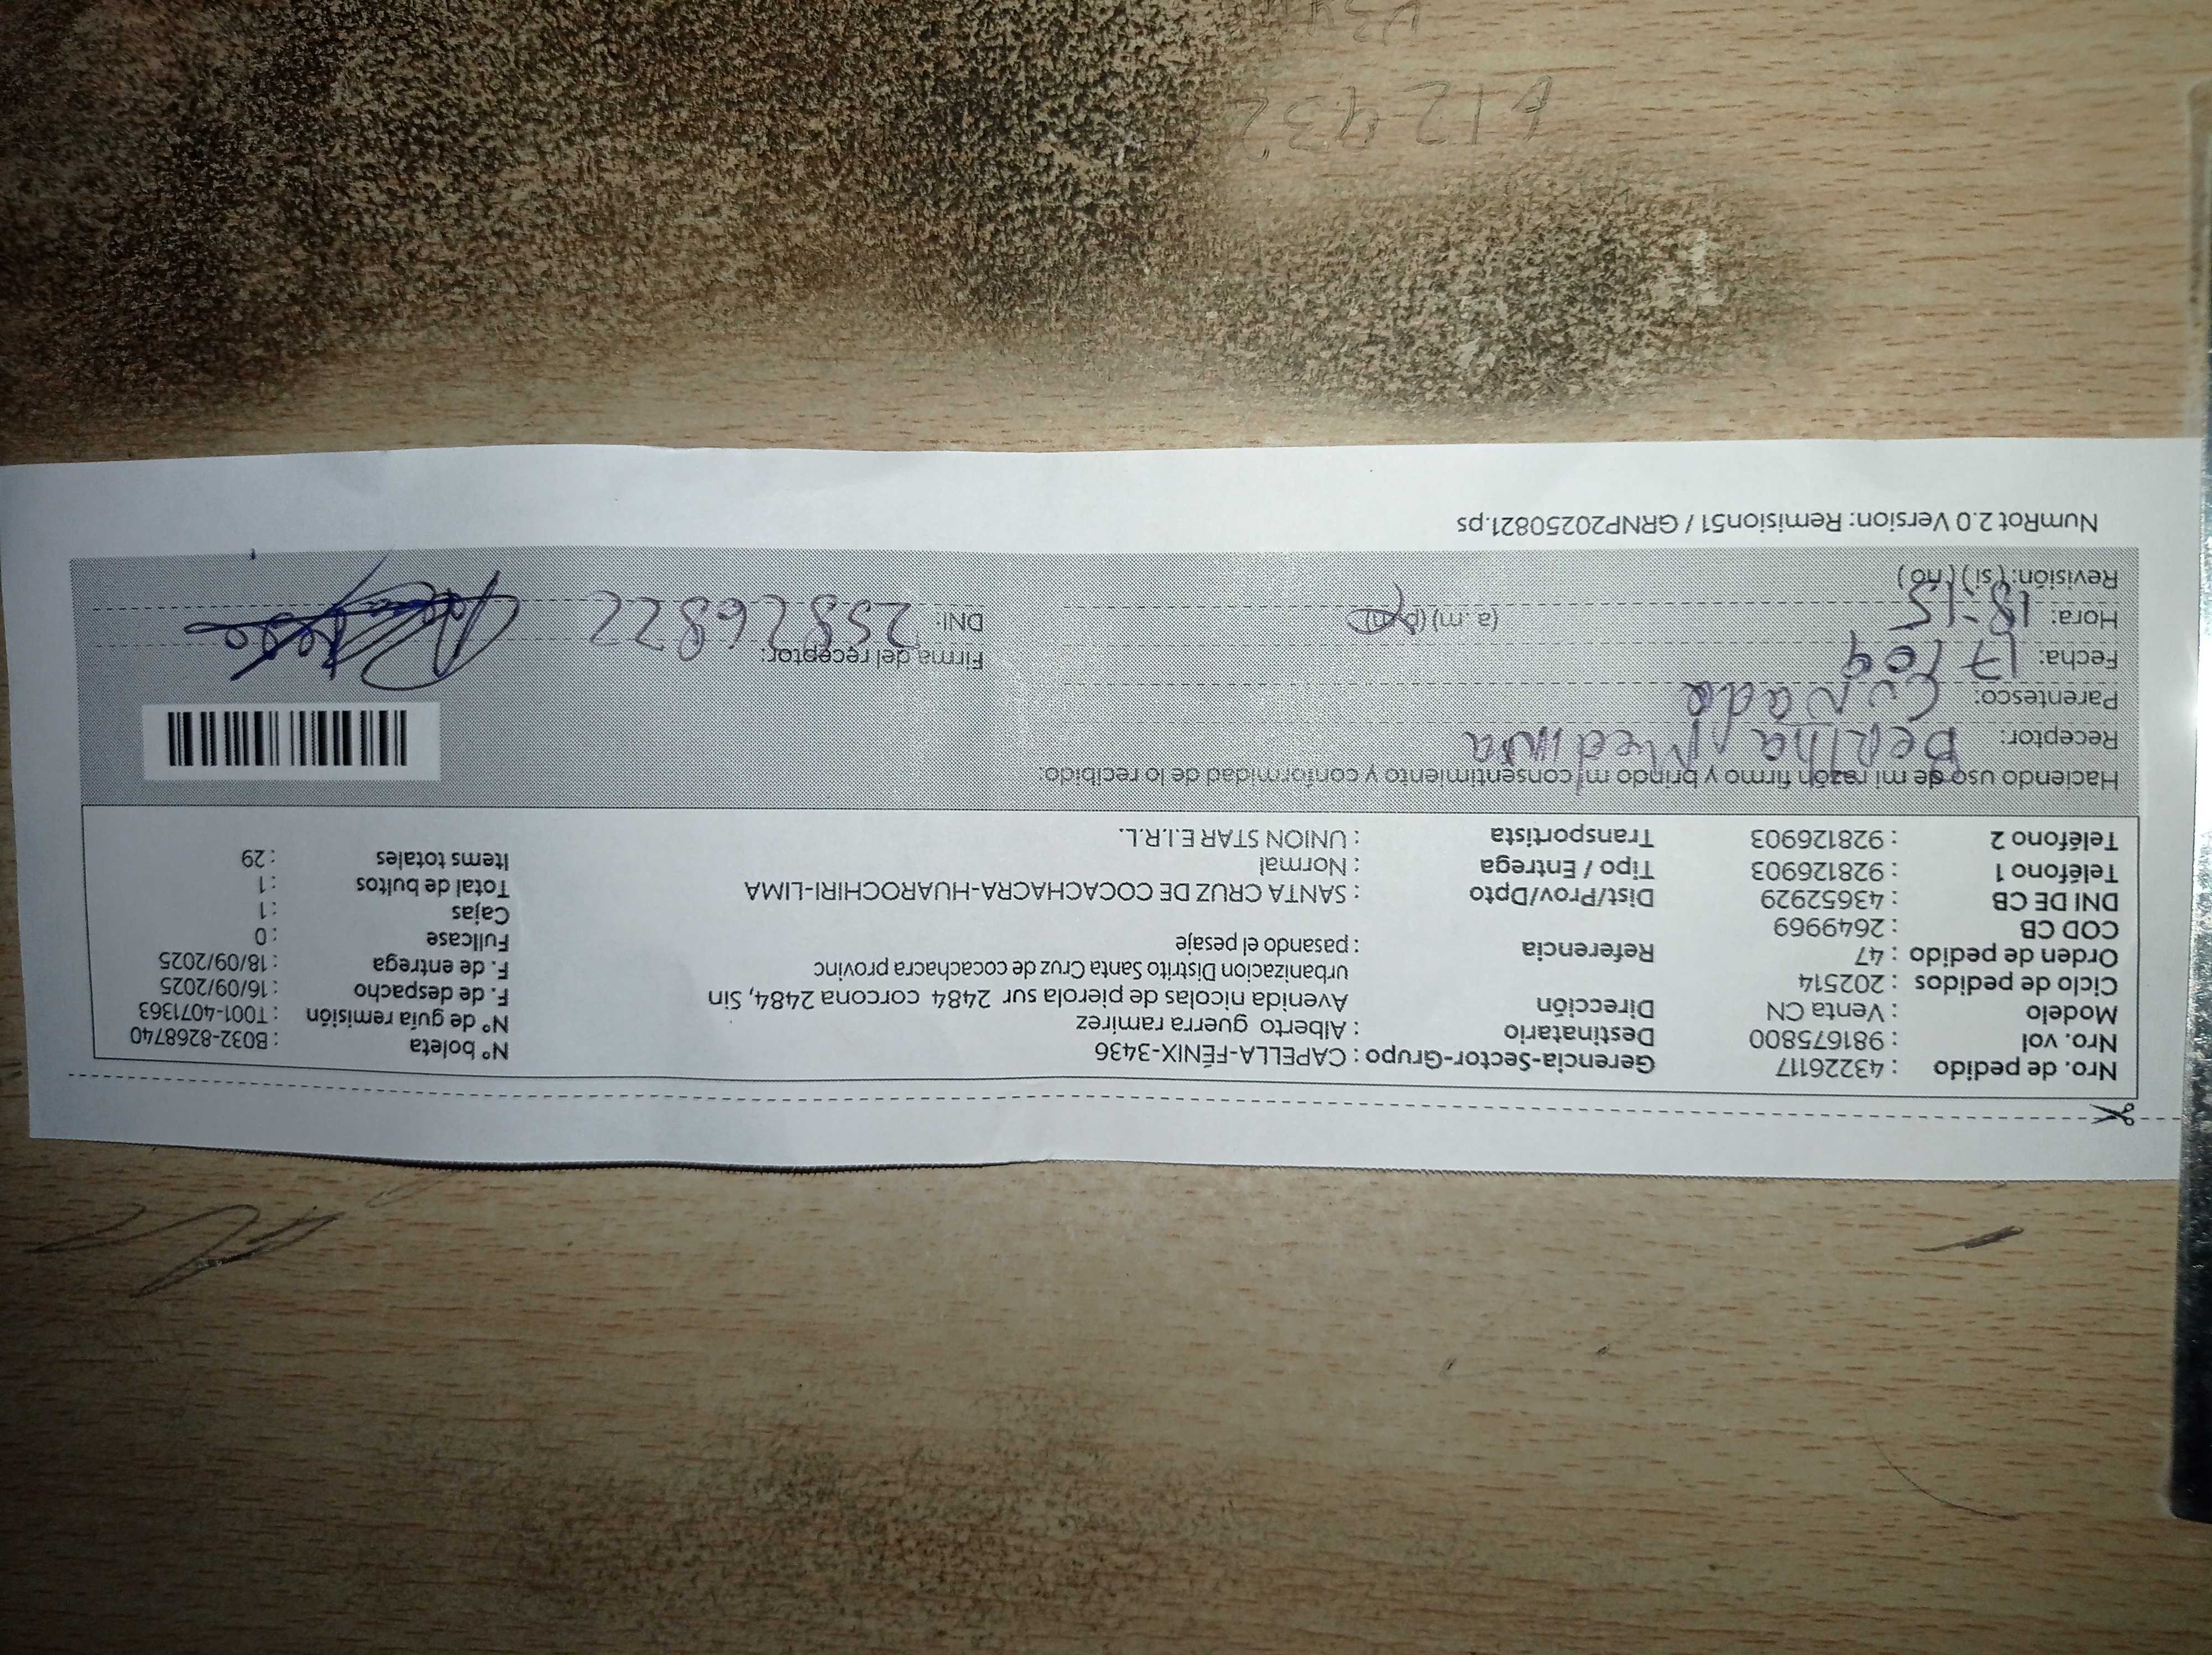 Nro. de pedido : 43226117
Nro. vol : 981675800
Modelo : Venta CN
Ciclo de pedidos : 202514
Orden de pedido : 47
COD CB : 2649969
DNI DE CB : 43652929
Teléfono 1 : 928126903
Teléfono 2 : 928126903
Gerencia-Sector-Grupo : CAPELLA-FÉNIX-3436
Destinatario : Alberto guerra ramirez
Dirección Avenida nicolas de pierola sur 2484 corcona 2484, Sin
urbanizacion Distrito Santa Cruz de cocachacra provinc
Referencia : pasando el pesaje
Dist/Prov/Dpto : SANTA CRUZ DE COCACHACRA-HUAROCHIRI-LIMA
Tipo / Entrega : Normal
Transportista : UNION STAR E.I.R.L.
N° boleta : B032-8268740
N° de guía remisión : T001-4071363
F. de despacho : 16/09/2025
F. de entrega : 18/09/2025
Fullcase : 0
Cajas : 1
Total de bultos : 1
Items totales : 29
Haciendo uso de mi razón firmo y brindo mi consentimiento y conformidad de lo recibido:
Receptor: Bertha Medina
Parentesco: Cuñada
Fecha: 17/09
Hora: 18-15 (a.m) (pm)
Revisión: (si) (no)
Firma del receptor:
DNI: 25826822
NumRot 2.0 Version: Remision51 / GRNP20250821.ps